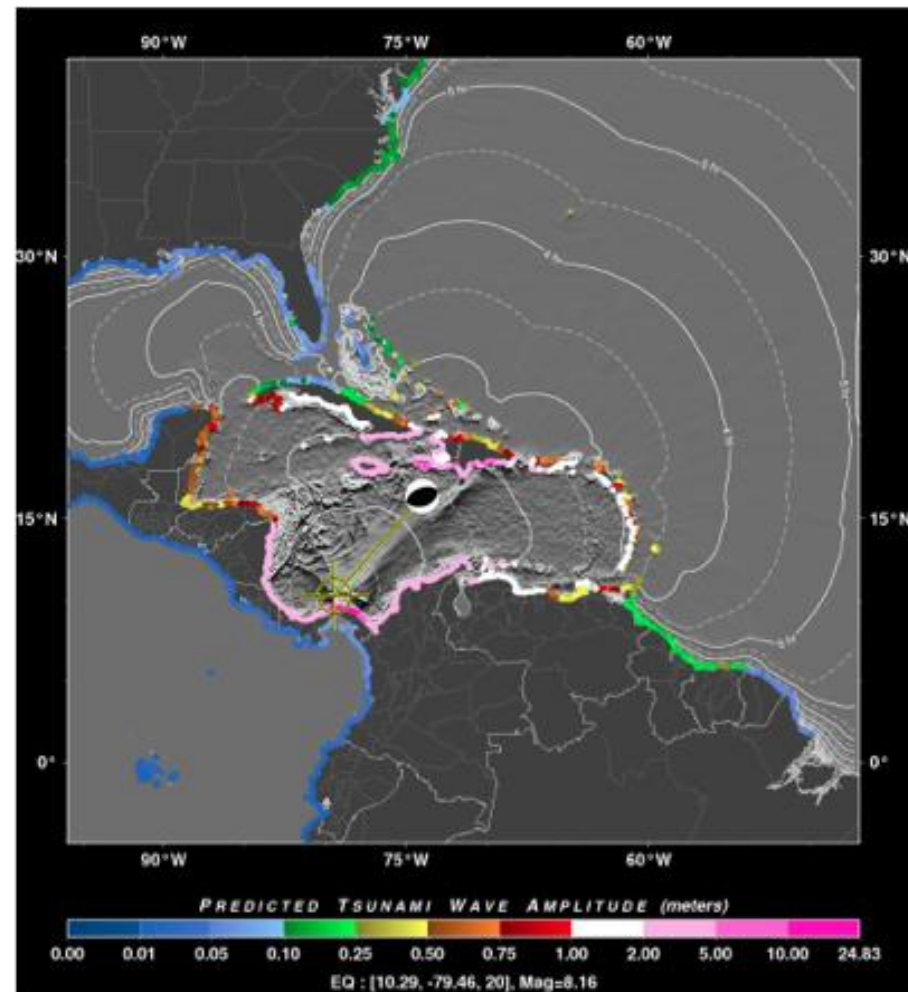 90°W 75°W 60°W
30°N 30°N
15°N 15°N
0° 0°
90°W 75°W 60°W
PREDICTED TSUNAMI WAVE AMPLITUDE (meters)
0.00 0.01 0.05 0.10 0.25 0.50 0.75 1.00 2.00 5.00 10.00 24.83
EQ : [10.29, -79.46, 20], Mag=8.16